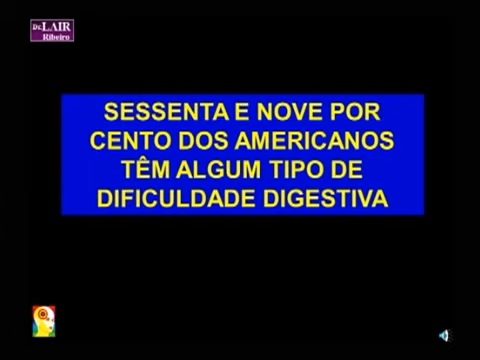 Dr. LAIR
Ribeiro
SESSENTA E NOVE POR
CENTO DOS AMERICANOS
TÊM ALGUM TIPO DE
DIFICULDADE DIGESTIVA